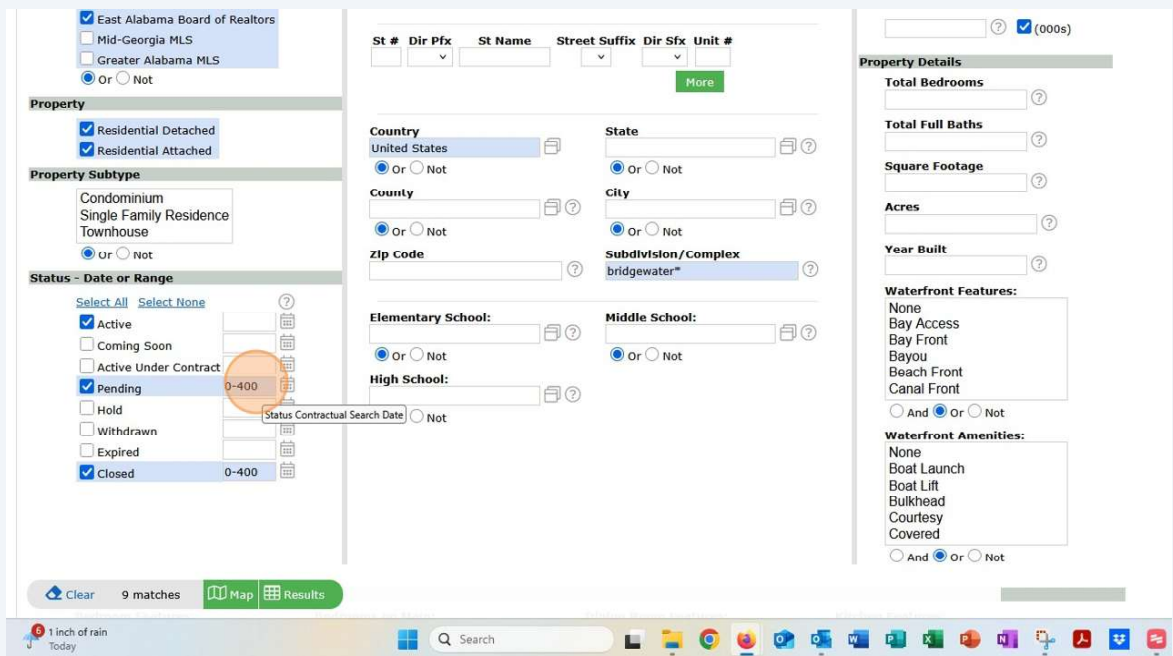 East Alabama Board of Realtors
Mid-Georgia MLS
Greater Alabama MLS
Or Not
Property
Residential Detached
Residential Attached
Property Subtype
Condominium
Single Family Residence
Townhouse
Or Not
Status - Date or Range
Select All Select None ?
Active
Coming Soon
Active Under Contract
Pending 0-400
Hold
Status Contractual Search Date
Withdrawn
Expired
Closed 0-400
St # Dir Pfx St Name Street Suffix Dir Sfx Unit #
More
Country State
United States ?
Or Not Or Not
County City
? ?
Or Not Or Not
Zip Code Subdivision/Complex
? bridgewater* ?
Elementary School: Middle School:
? ?
Or Not Or Not
High School:
?
Not
? (000s)
Property Details
Total Bedrooms
?
Total Full Baths
?
Square Footage
?
Acres
?
Year Built
?
Waterfront Features:
None
Bay Access
Bay Front
Bayou
Beach Front
Canal Front
And Or Not
Waterfront Amenities:
None
Boat Launch
Boat Lift
Bulkhead
Courtesy
Covered
And Or Not
Clear 9 matches Map Results
6 1 inch of rain
Today
Search